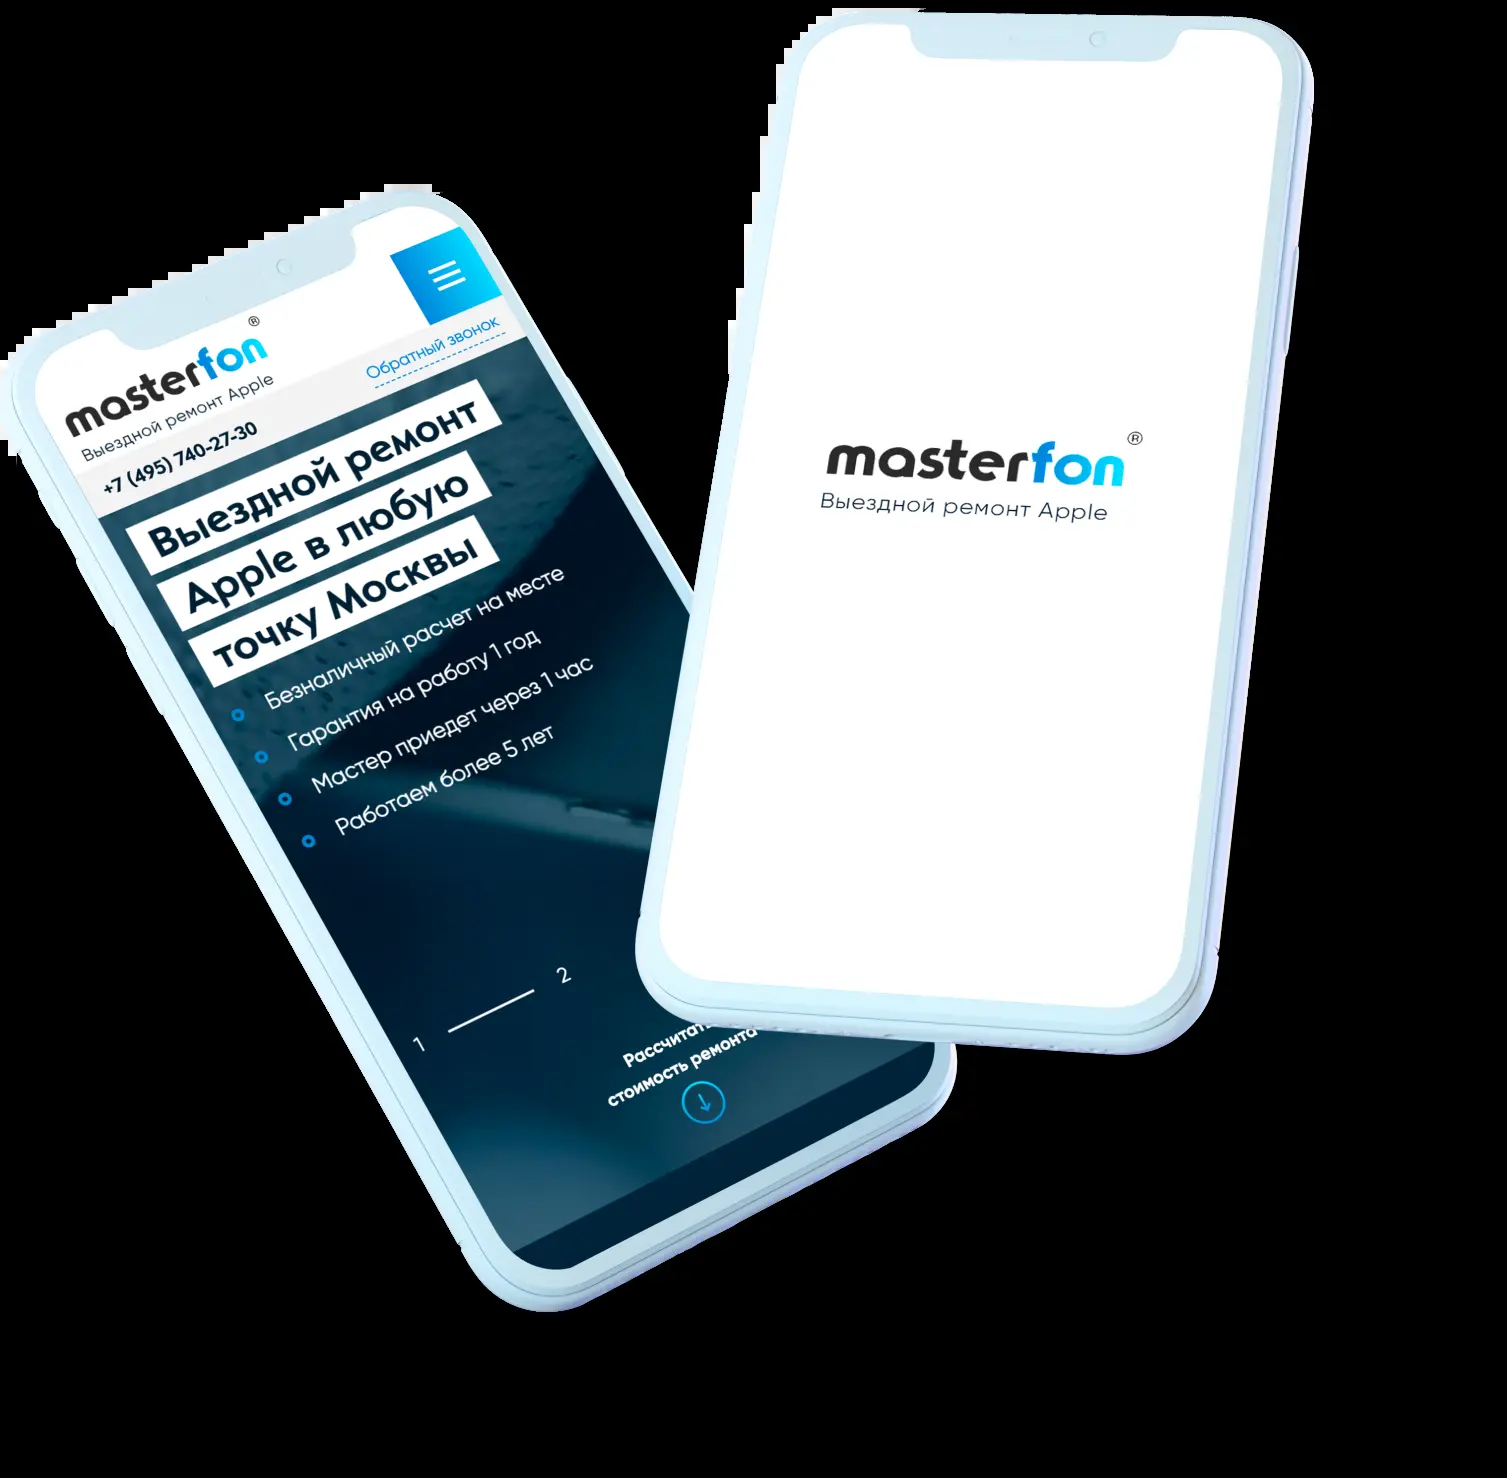 masterfon®
Выездной ремонт Apple
Обратный звонок
+7 (495) 740-27-30
Выездной ремонт
Apple в любую
точку Москвы
Безналичный расчет на месте
Гарантия на работу 1 год
Мастер приедет через 1 час
Работаем более 5 лет
1
2
стоимость ремонта
masterfon®
Выездной ремонт Apple